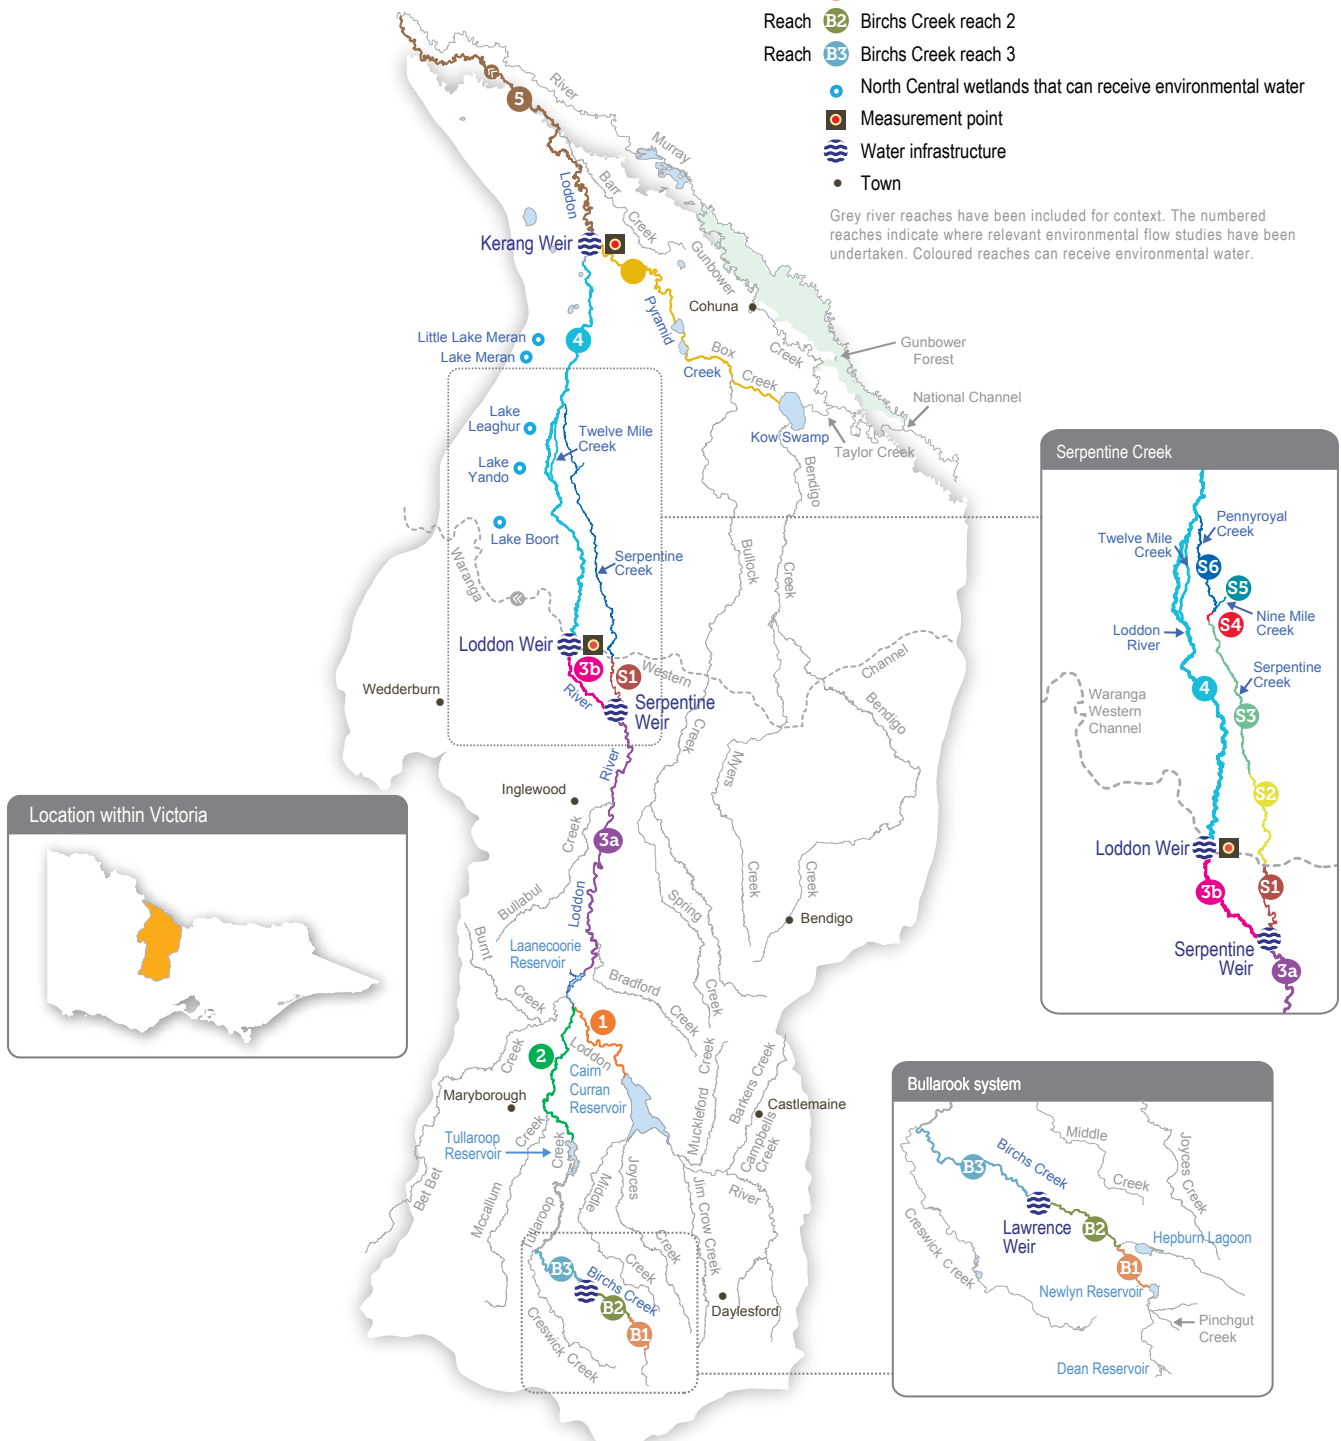 Reach B2 Birchs Creek reach 2
Reach B3 Birchs Creek reach 3
North Central wetlands that can receive environmental water
Measurement point
Water infrastructure
Town
Grey river reaches have been included for context. The numbered
reaches indicate where relevant environmental flow studies have been
undertaken. Coloured reaches can receive environmental water.
River
5
Murray
Loddon
Barr
Creek
Kerang Weir
Gunbower
Cohuna
Pyramid
Little Lake Meran
4
Lake Meran
Box
Creek
Creek
Creek
Gunbower
Forest
National Channel
Lake
Leaghur
Twelve Mile
Creek
Kow Swamp
Taylor Creek
Lake
Yando
Bendigo
Lake Boort
Waranga
Serpentine
Creek
Bullock
Creek
Loddon Weir
3b
S1
Western
Channel
River
Serpentine
Weir
Wedderburn
Bendigo
Creek
River
Creek
Myers
Inglewood
Creek
3a
Creek
Creek
Bullabul
Loddon
Spring
Bendigo
Burnt
Laanecoorie
Reservoir
Bradford
Creek
Creek
Creek
1
2
Loddon
Creek
Creek
Cairn
Curran
Reservoir
Maryborough
Muckleford
Barkers Creek
Castlemaine
Campbells
Creek
Creek
Tullaroop
Reservoir
Creek
Bet Bet
Mccallum
Tullaroop
Middle
Joyces
Jim Crow Creek
River
Creek
Creek
B3
Birchs Creek
B2
B1
Creswick Creek
Daylesford
Location within Victoria
Serpentine Creek
Pennyroyal
Creek
Twelve Mile
Creek
S6
S5
Nine Mile
Creek
S4
Loddon
River
Serpentine
Creek
4
Waranga
Western
Channel
S3
S2
Loddon Weir
S1
3b
Serpentine
Weir
3a
Bullarook system
Middle
Creek
Joyces Creek
Birchs Creek
B3
Lawrence
Weir
B2
Hepburn Lagoon
B1
Creswick Creek
Newlyn Reservoir
Pinchgut
Creek
Dean Reservoir